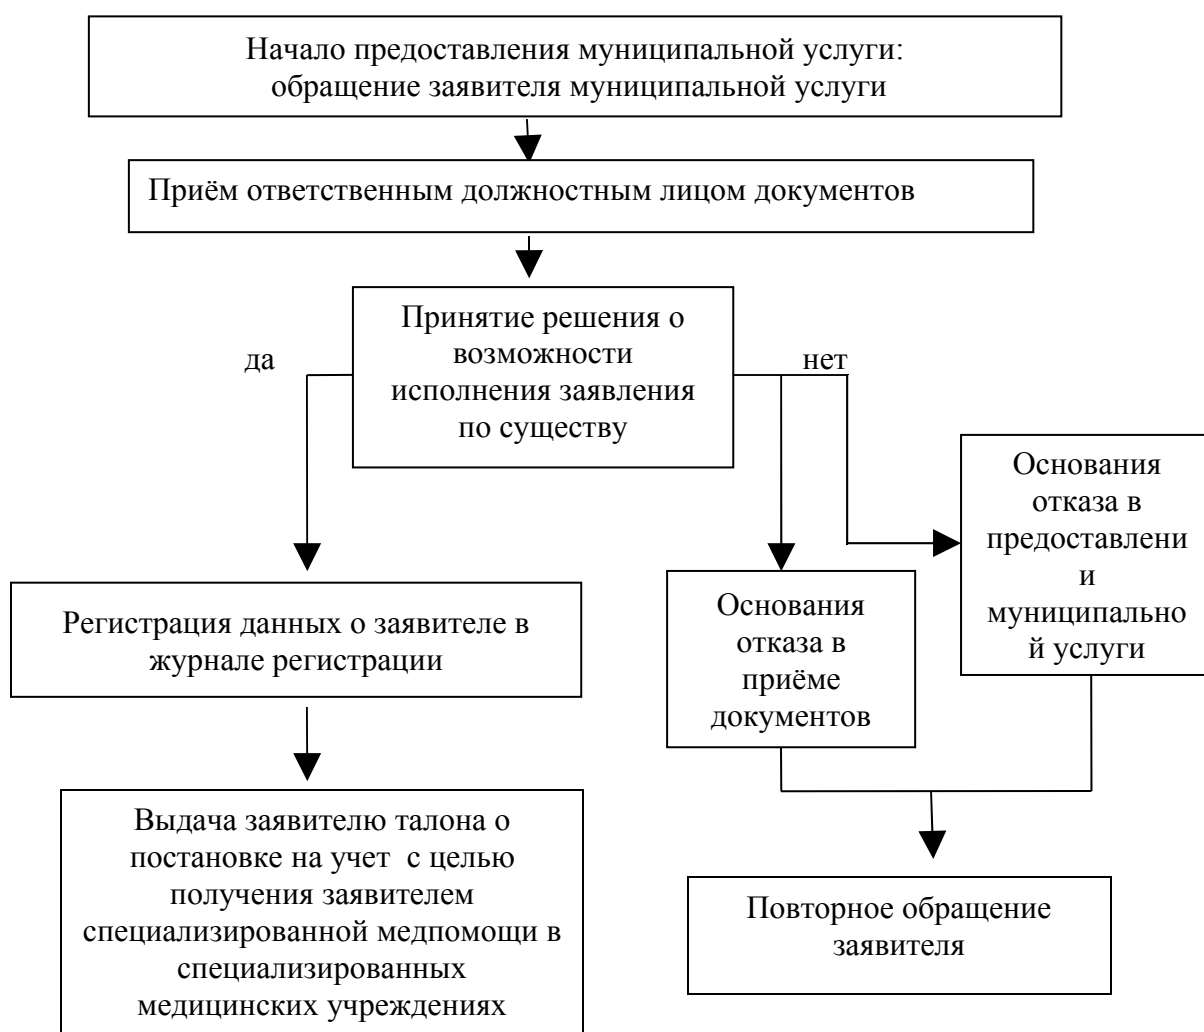 Начало предоставления муниципальной услуги:
обращение заявителя муниципальной услуги
Приём ответственным должностным лицом документов
Принятие решения о
возможности
исполнения заявления
по существу
да
нет
Основания
отказа в
предоставлени
и
муниципально
й услуги
Основания
отказа в
приёме
документов
Регистрация данных о заявителе в
журнале регистрации
Выдача заявителю талона о
постановке на учет с целью
получения заявителем
специализированной медпомощи в
специализированных
медицинских учреждениях
Повторное обращение
заявителя